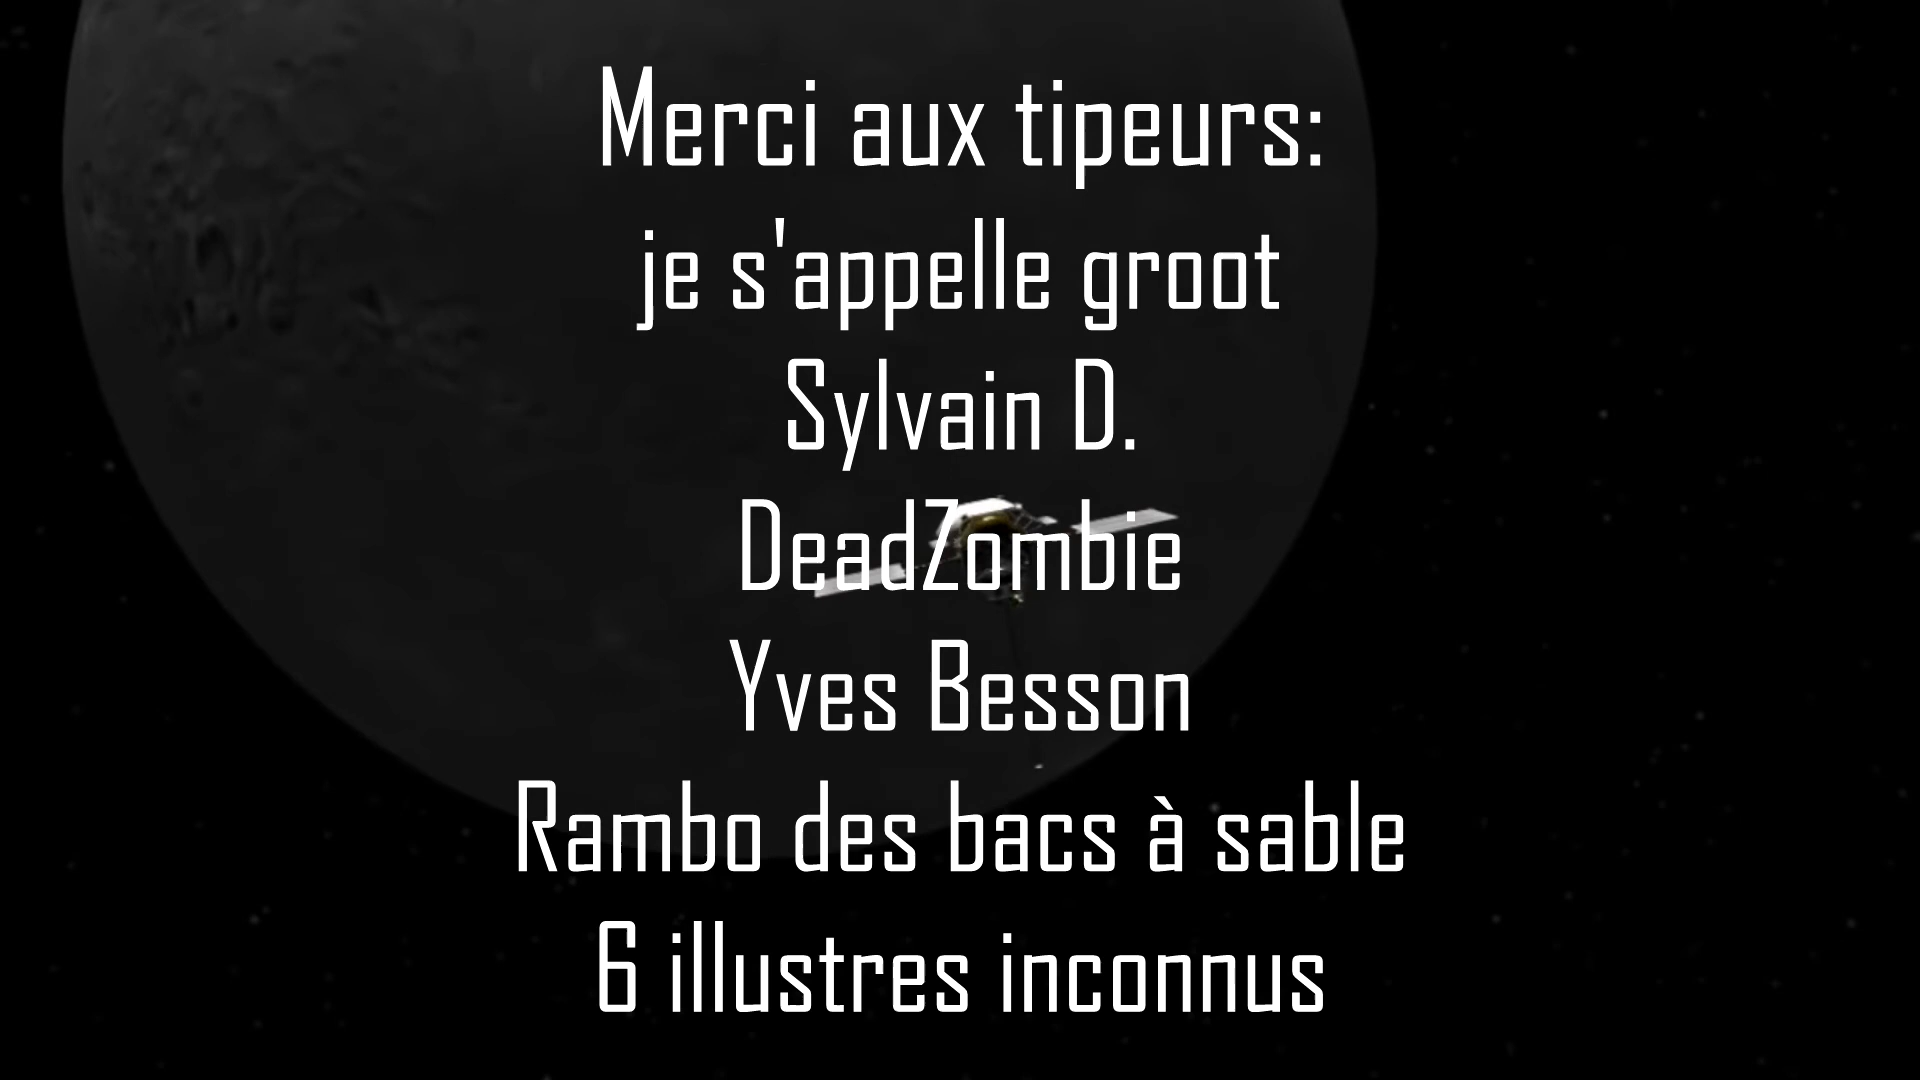 Merci aux tipeurs:
je s'appelle groot
Sylvain D.
DeadZombie
Yves Besson
Rambo des bacs à sable
6 illustres inconnus